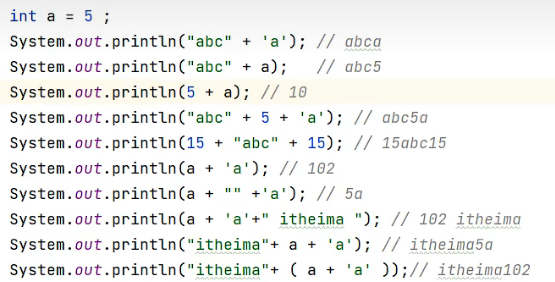 int a = 5 ;
System.out.println("abc" + 'a'); // abca
System.out.println("abc" + a);   // abc5
System.out.println(5 + a); // 10
System.out.println("abc" + 5 + 'a'); // abc5a
System.out.println(15 + "abc" + 15); // 15abc15
System.out.println(a + 'a'); // 102
System.out.println(a + "" +'a'); // 5a
System.out.println(a + 'a'+" itheima "); // 102 itheima
System.out.println("itheima"+ a + 'a'); // itheima5a
System.out.println("itheima"+ ( a + 'a' ));// itheima102